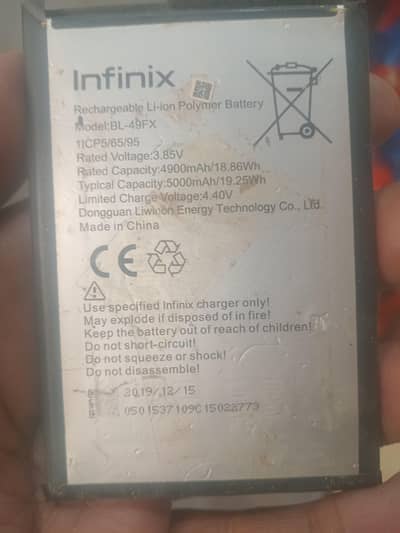 Infinix
Rechargeable Li-ion Polymer Battery
Model:BL-49FX
1ICP5/65/95
Rated Voltage:3.85V
Rated Capacity:4900mAh/18.86Wh
Typical Capacity:5000mAh/19.25Wh
Limited Charge Voltage:4.40V
Dongguan Liwinon Energy Technology Co., Ltd.
Made in China
CE
Use specified Infinix charger only!
May explode if disposed of in fire!
Keep the battery out of reach of children!
Do not short-circuit!
Do not squeeze or shock!
Do not disassemble!
2019/12/15
0501537109C15022773